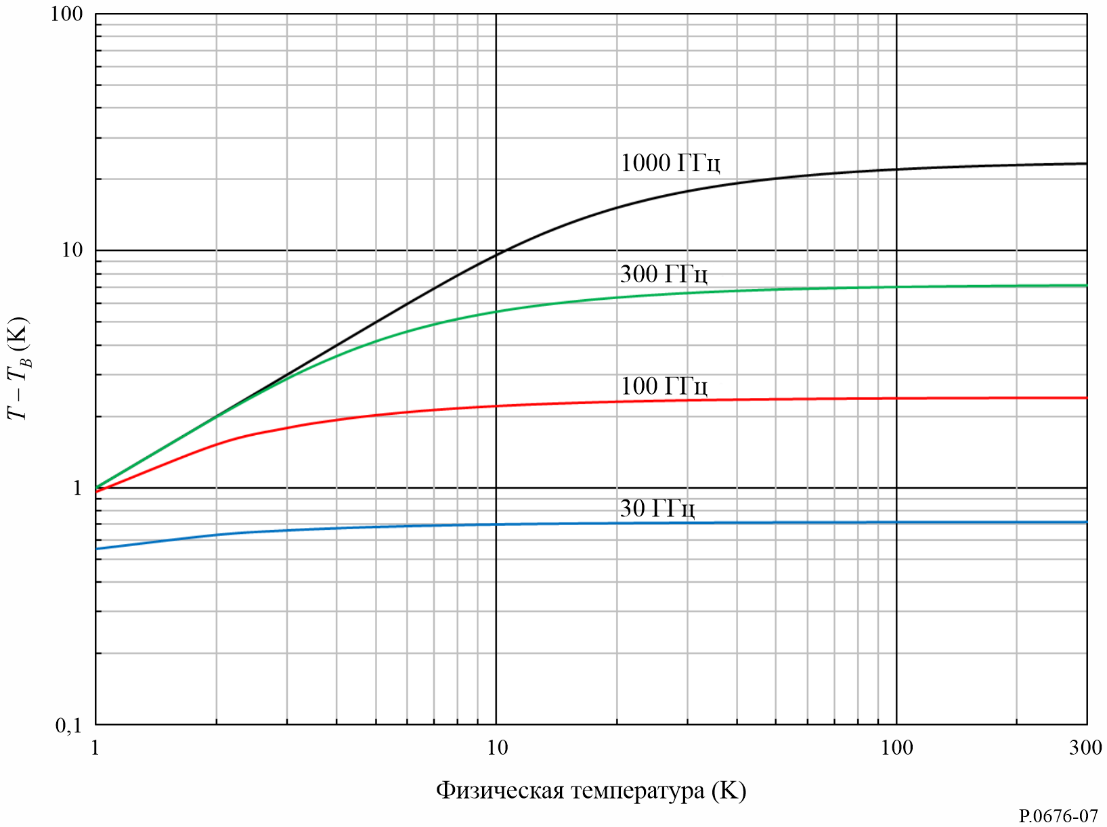 100
1000 ГГц
10
300 ГГц
T – T_B (K)
100 ГГц
1
30 ГГц
0,1
1 10 100 300
Физическая температура (K)
P.0676-07